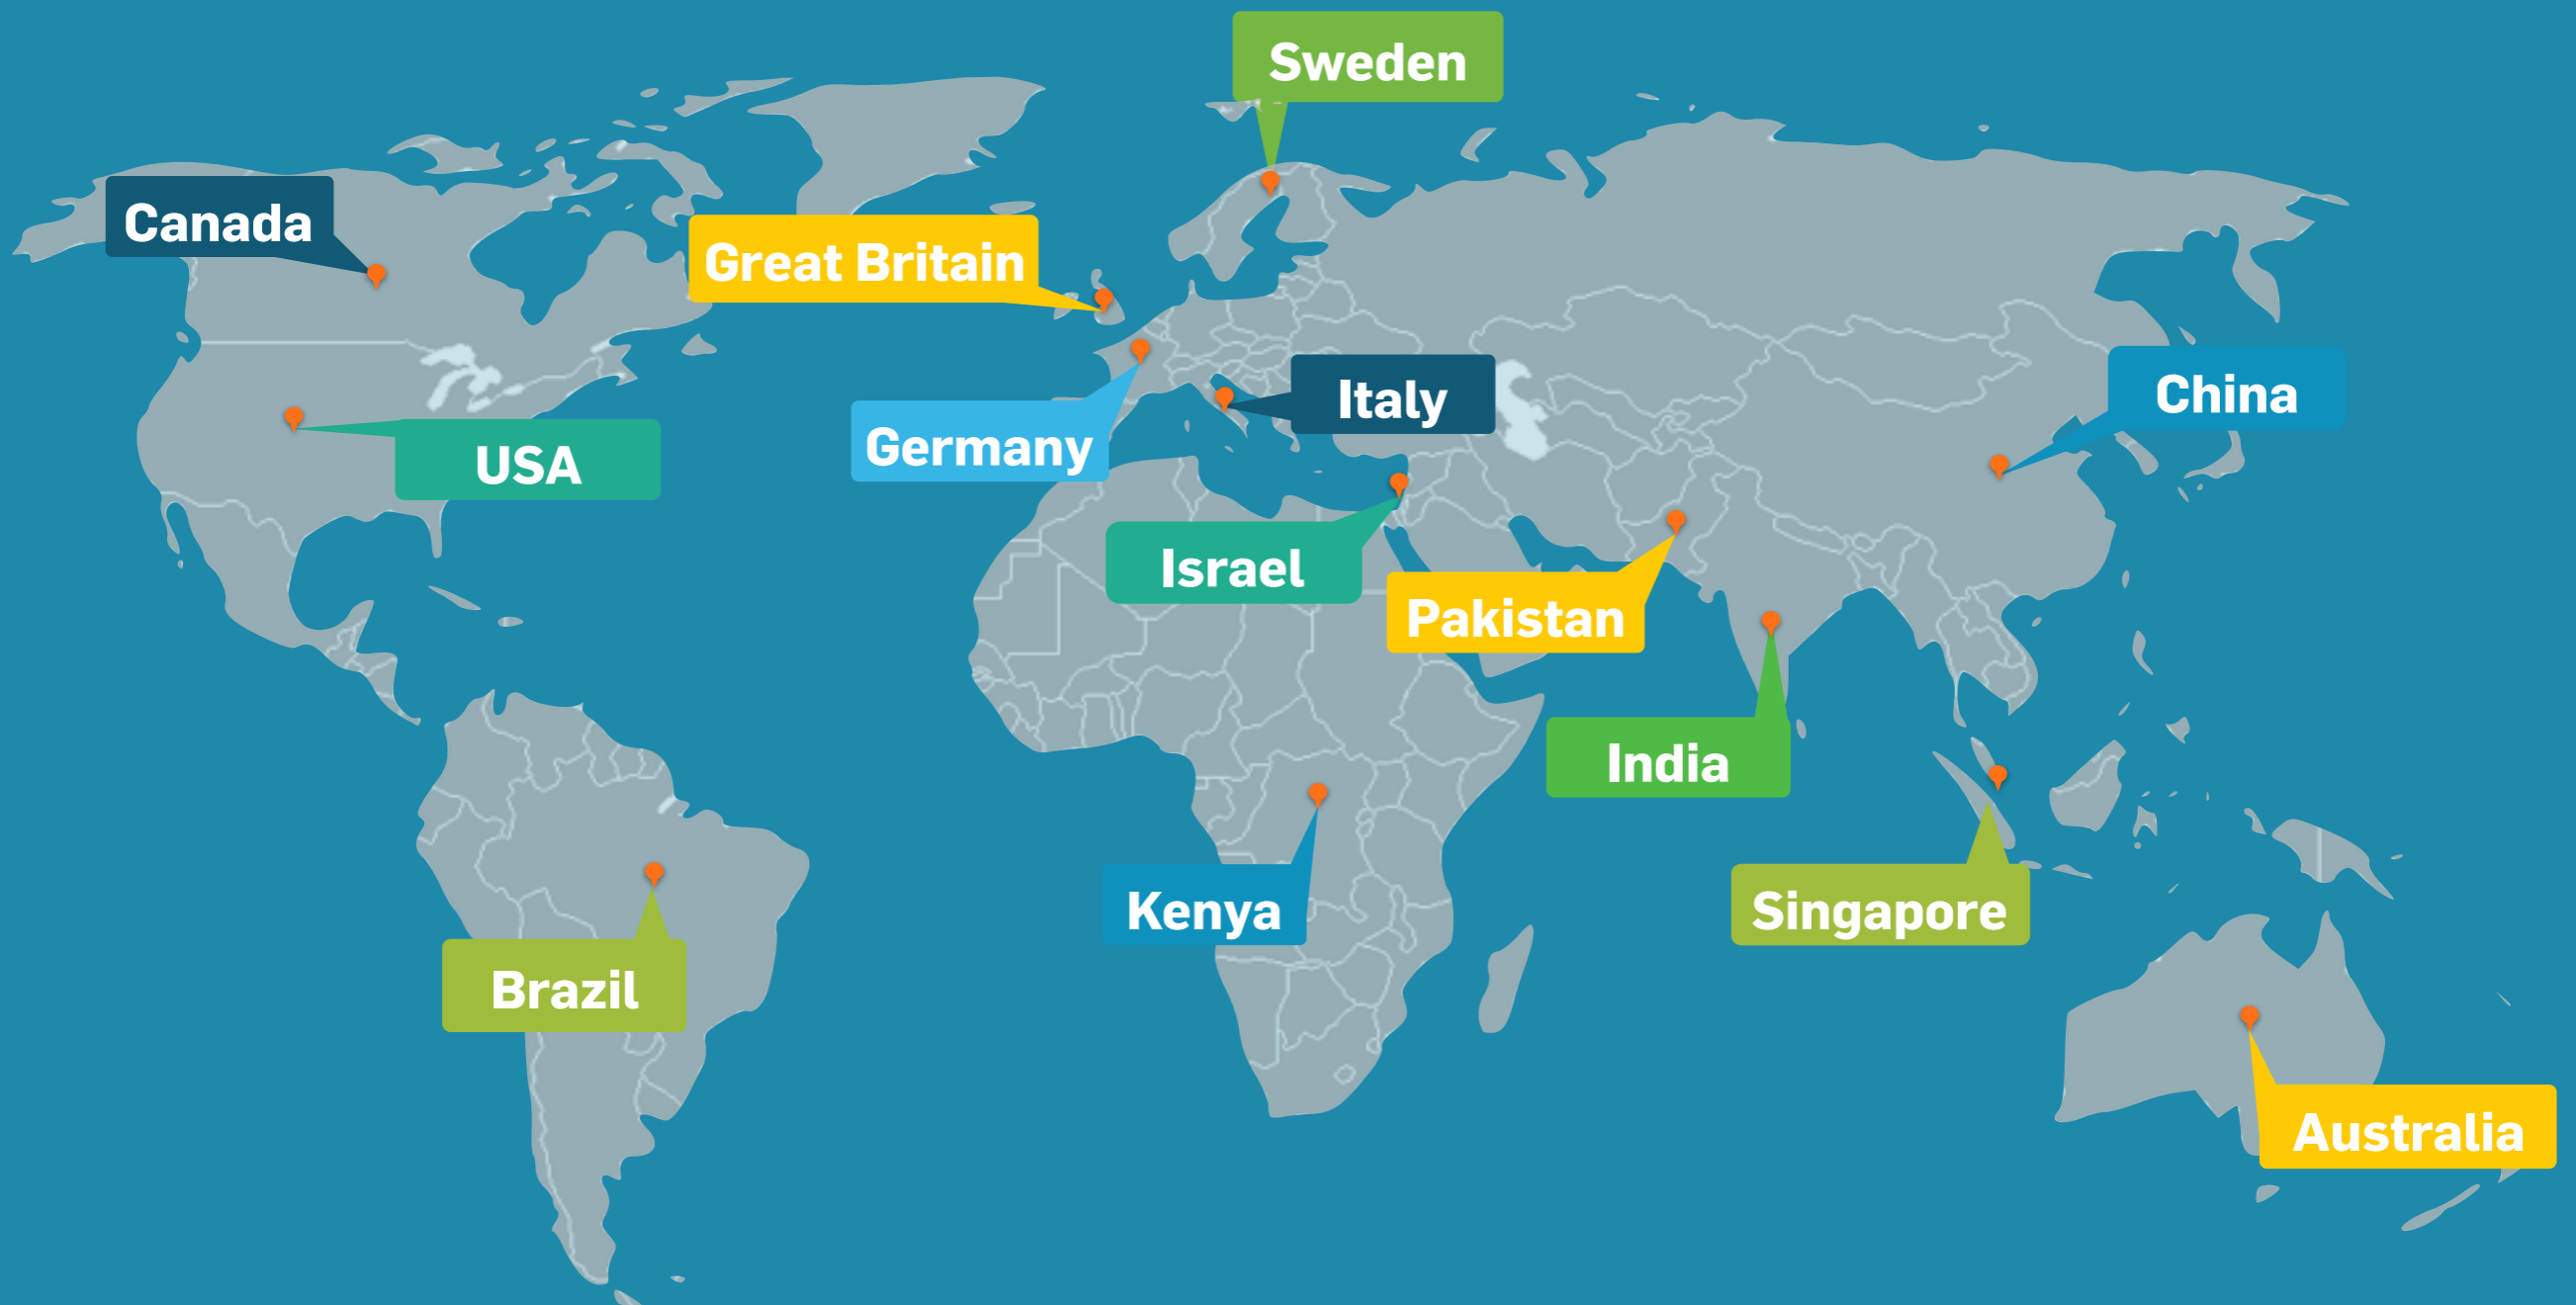 Sweden
Canada
Great Britain
Italy
China
Germany
USA
Israel
Pakistan
India
Kenya
Singapore
Brazil
Australia